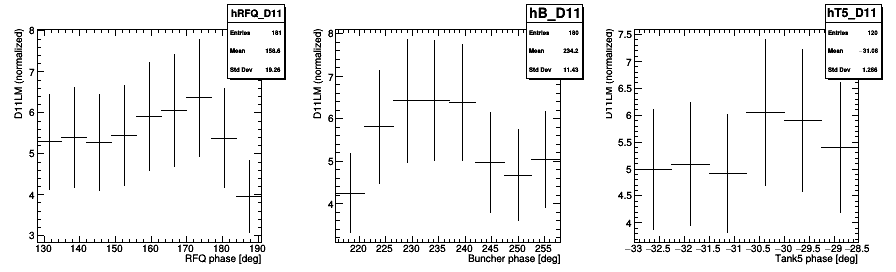 hRFQ_D11
Entries 181
Mean 158.6
Std Dev 19.26
D11LM (normalized)
8
7
6
5
4
3
130 140 150 160 170 180 190
RFQ phase [deg]
hB_D11
Entries 180
Mean 234.2
Std Dev 11.43
D11LM (normalized)
8
7
6
5
4
220 225 230 235 240 245 250 255
Buncher phase [deg]
hT5_D11
Entries 120
Mean -31.06
Std Dev 1.286
D11LM (normalized)
7.5
7
6.5
6
5.5
5
4.5
4
−33 −32.5 −32 −31.5 −31 −30.5 −30 −29.5 −29 −28.5
Tank5 phase [deg]